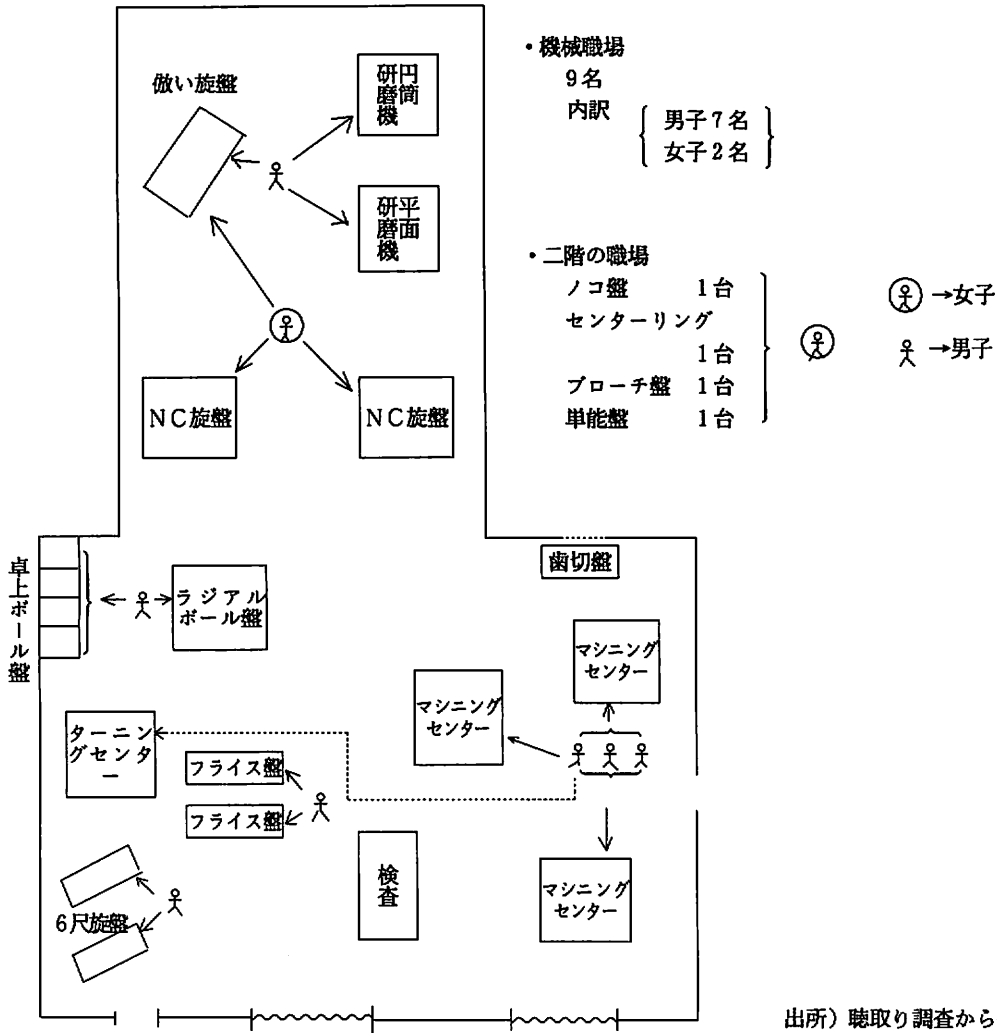 倣い旋盤
円筒
研磨機
平面
研磨機
NC旋盤
NC旋盤
卓上ボール盤
ラジアル
ボール盤
歯切盤
マシニング
センター
マシニング
センター
ターニン
グセンタ
ー
フライス盤
フライス盤
6尺旋盤
検査
マシニング
センター
・機械職場
9名
内訳
男子7名
女子2名
・二階の職場
ノコ盤 1台
センターリング
1台
ブローチ盤 1台
単能盤 1台
→女子
→男子
出所）聴取り調査から